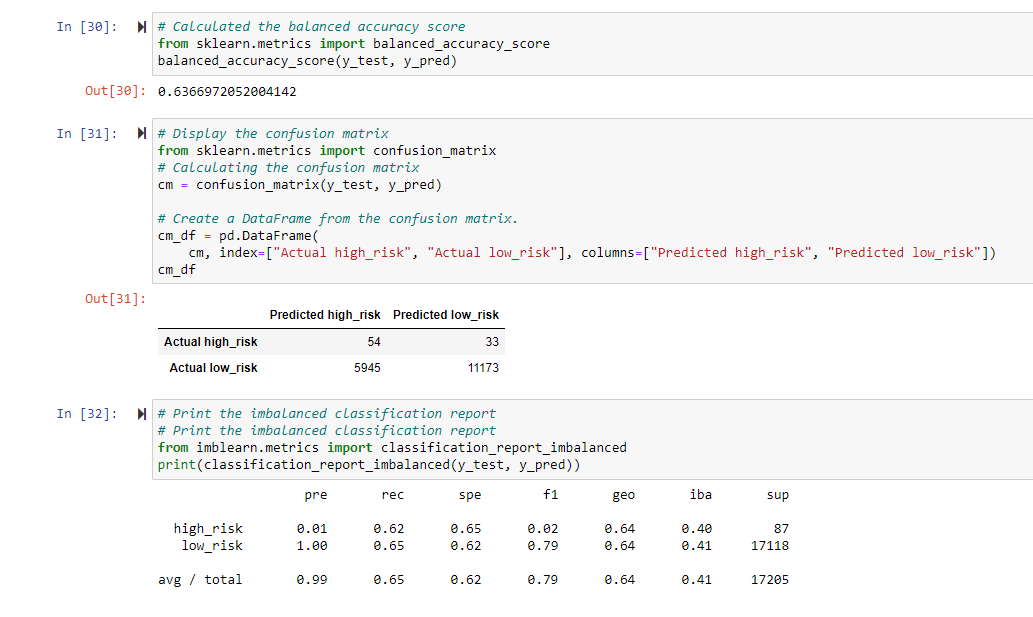 In [30]:
# Calculated the balanced accuracy score
from sklearn.metrics import balanced_accuracy_score
balanced_accuracy_score(y_test, y_pred)
Out[30]: 0.6366972052004142
In [31]:
# Display the confusion matrix
from sklearn.metrics import confusion_matrix
# Calculating the confusion matrix
cm = confusion_matrix(y_test, y_pred)
# Create a DataFrame from the confusion matrix.
cm_df = pd.DataFrame(
    cm, index=["Actual high_risk", "Actual low_risk"], columns=["Predicted high_risk", "Predicted low_risk"])
cm_df
Out[31]:
Predicted high_risk Predicted low_risk
Actual high_risk 54 33
Actual low_risk 5945 11173
In [32]:
# Print the imbalanced classification report
# Print the imbalanced classification report
from imblearn.metrics import classification_report_imbalanced
print(classification_report_imbalanced(y_test, y_pred))
pre rec spe f1 geo iba sup
high_risk 0.01 0.62 0.65 0.02 0.64 0.40 87
low_risk 1.00 0.65 0.62 0.79 0.64 0.41 17118
avg / total 0.99 0.65 0.62 0.79 0.64 0.41 17205